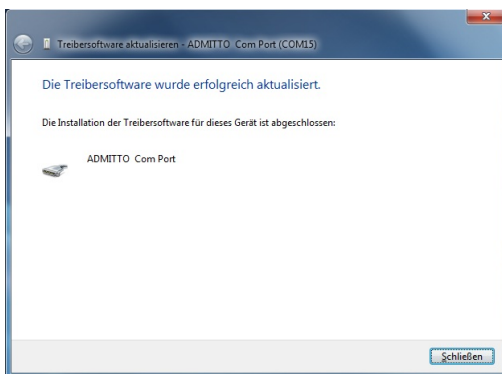 Treibersoftware aktualisieren - ADMITTO Com Port (COM15)
Die Treibersoftware wurde erfolgreich aktualisiert.
Die Installation der Treibersoftware für dieses Gerät ist abgeschlossen:
ADMITTO Com Port
Schließen